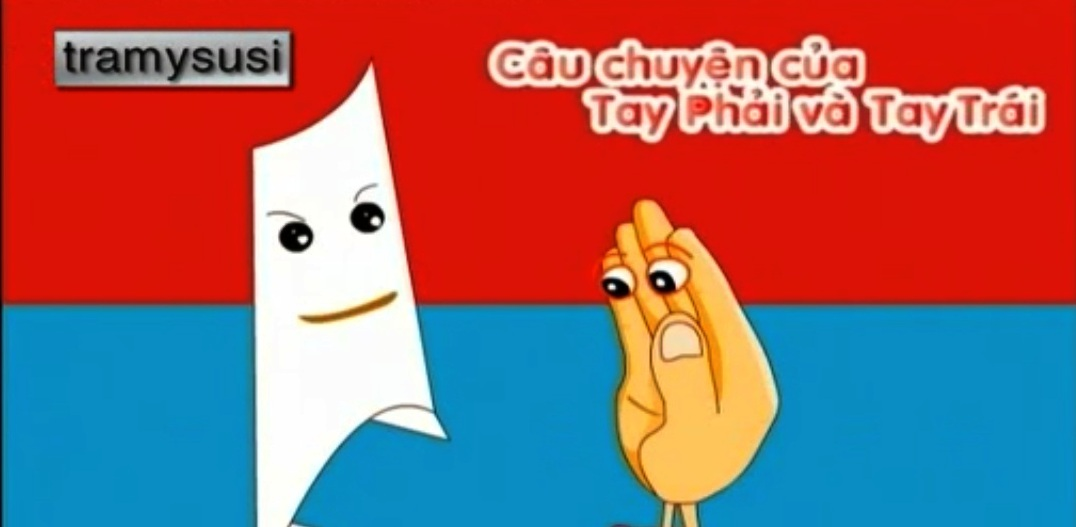 tramysusi
Câu chuyện của
Tay Phải và Tay Trái